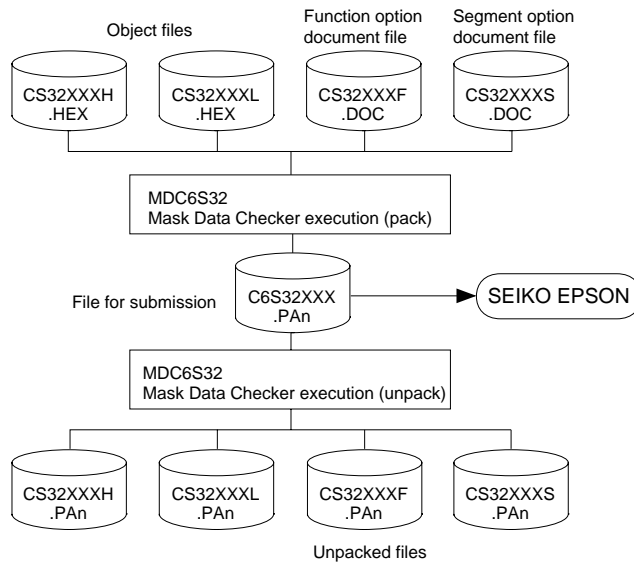 Object files
Function option
document file
Segment option
document file
CS32XXXH
.HEX
CS32XXXL
.HEX
CS32XXXF
.DOC
CS32XXXS
.DOC
MDC6S32
Mask Data Checker execution (pack)
File for submission
C6S32XXX
.PAn
SEIKO EPSON
MDC6S32
Mask Data Checker execution (unpack)
CS32XXXH
.PAn
CS32XXXL
.PAn
CS32XXXF
.PAn
CS32XXXS
.PAn
Unpacked files